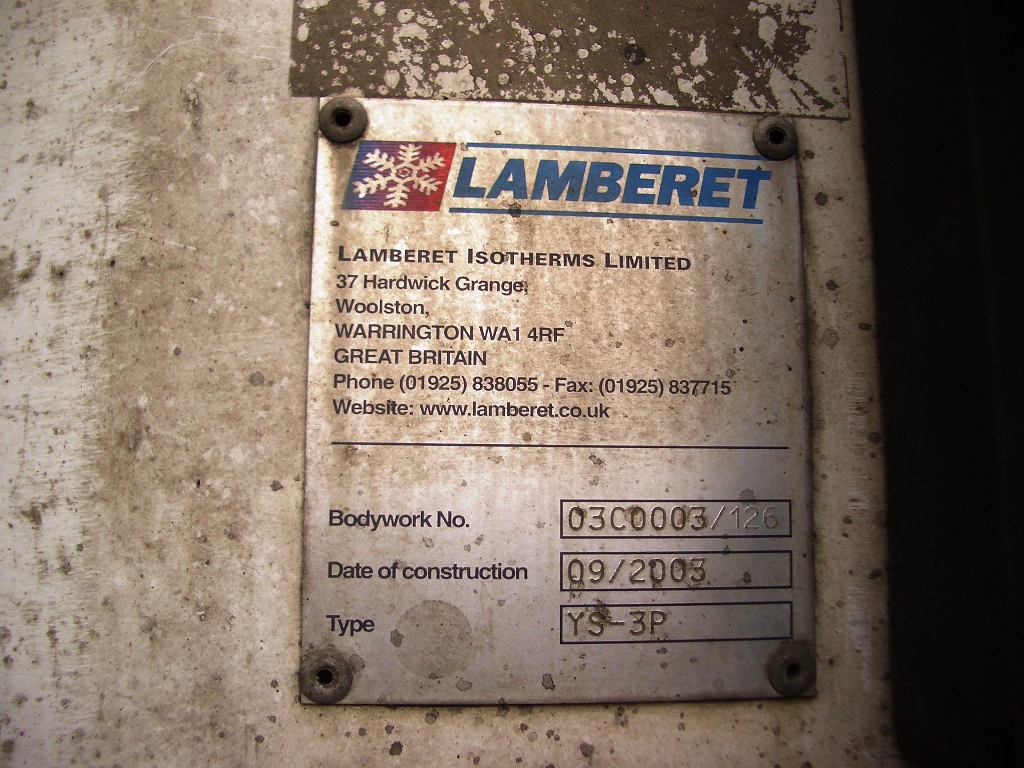 LAMBERET
LAMBERET ISOTHERMS LIMITED
37 Hardwick Grange,
Woolston,
WARRINGTON WA1 4RF
GREAT BRITAIN
Phone (01925) 838055 - Fax: (01925) 837715
Website: www.lamberet.co.uk
Bodywork No. 03C0003/126
Date of construction 09/2003
Type YS-3P